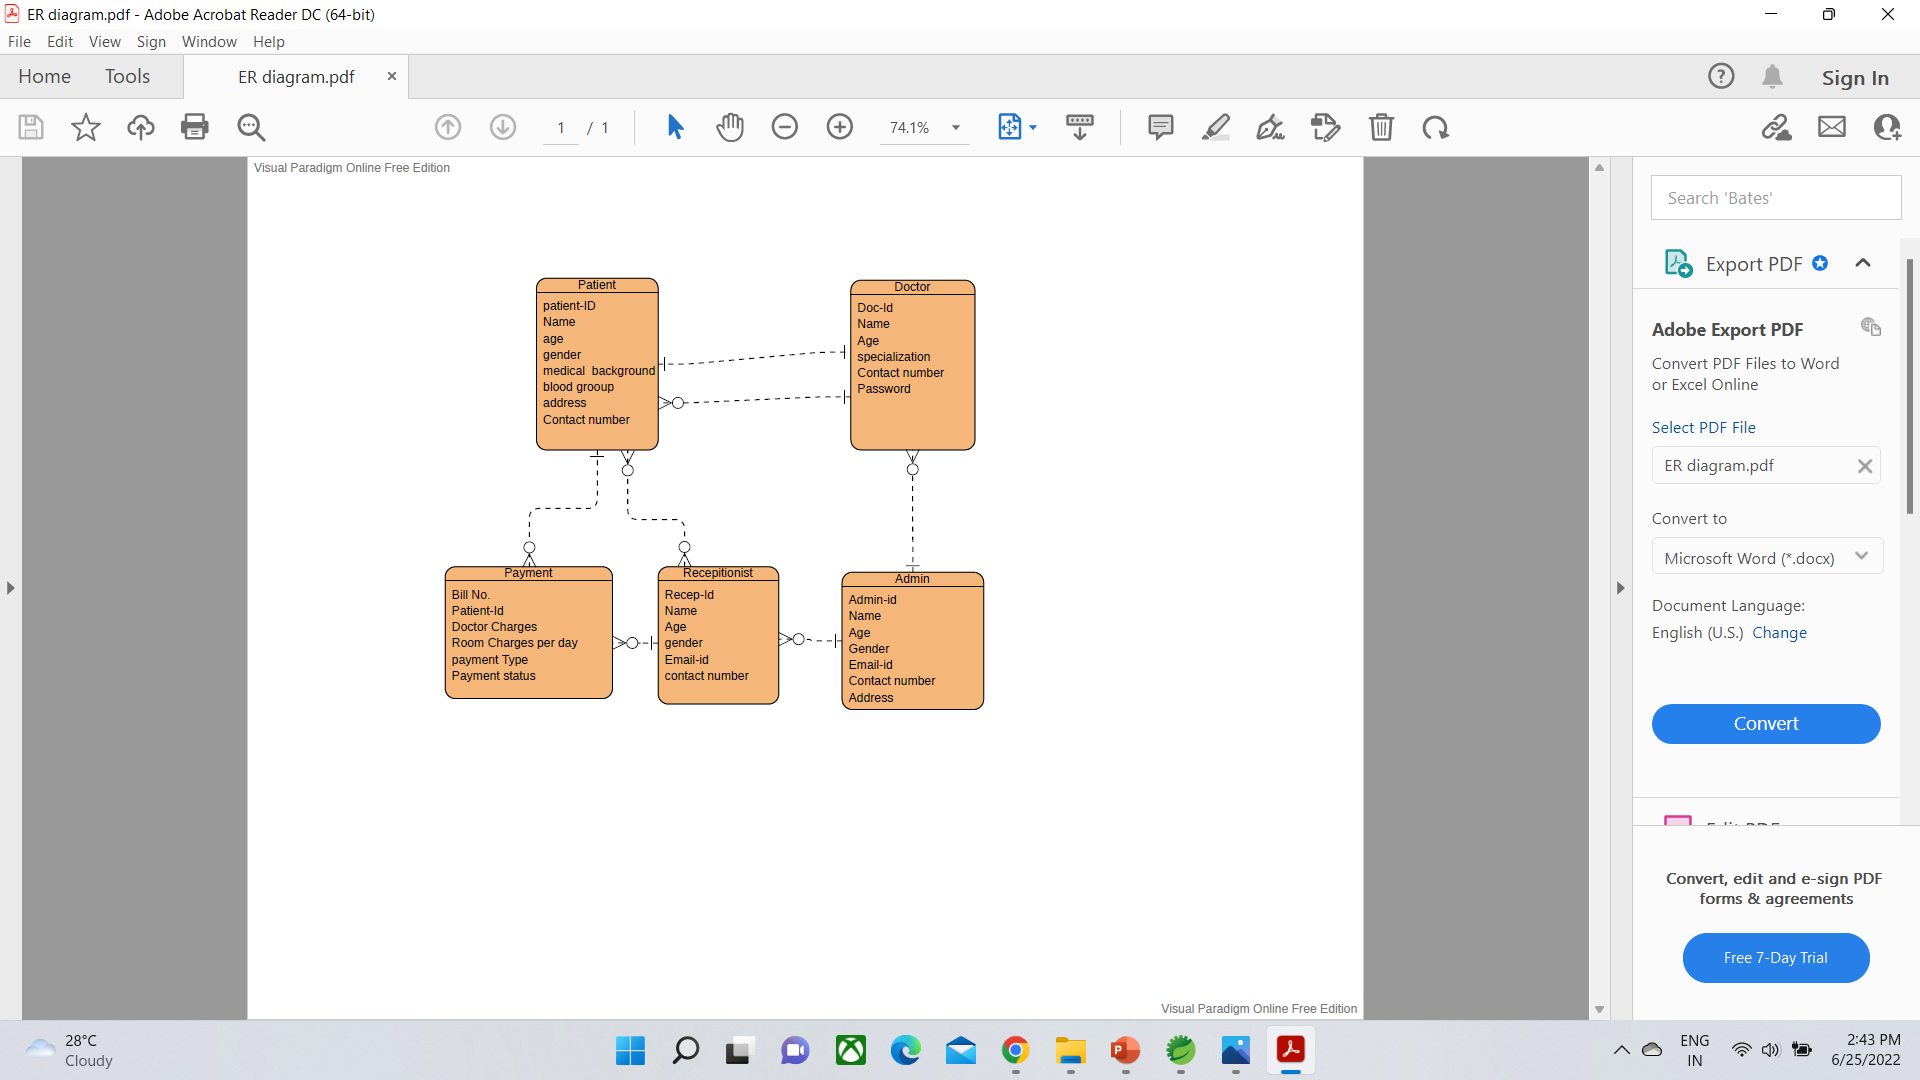 ER diagram.pdf - Adobe Acrobat Reader DC (64-bit)
File Edit View Sign Window Help
Home Tools ER diagram.pdf Sign In
1 / 1 74.1%
Visual Paradigm Online Free Edition
Patient
patient-ID
Name
age
gender
medical background
blood grooup
address
Contact number
Doctor
Doc-Id
Name
Age
specialization
Contact number
Password
Payment
Bill No.
Patient-Id
Doctor Charges
Room Charges per day
payment Type
Payment status
Recepitionist
Recep-Id
Name
Age
gender
Email-id
contact number
Admin
Admin-id
Name
Age
Gender
Email-id
Contact number
Address
Visual Paradigm Online Free Edition
Search 'Bates'
Export PDF
Adobe Export PDF
Convert PDF Files to Word
or Excel Online
Select PDF File
ER diagram.pdf
Convert to
Microsoft Word (*.docx)
Document Language:
English (U.S.) Change
Convert
Edit PDF
Convert, edit and e-sign PDF
forms & agreements
Free 7-Day Trial
28°C
Cloudy
ENG
IN
2:43 PM
6/25/2022